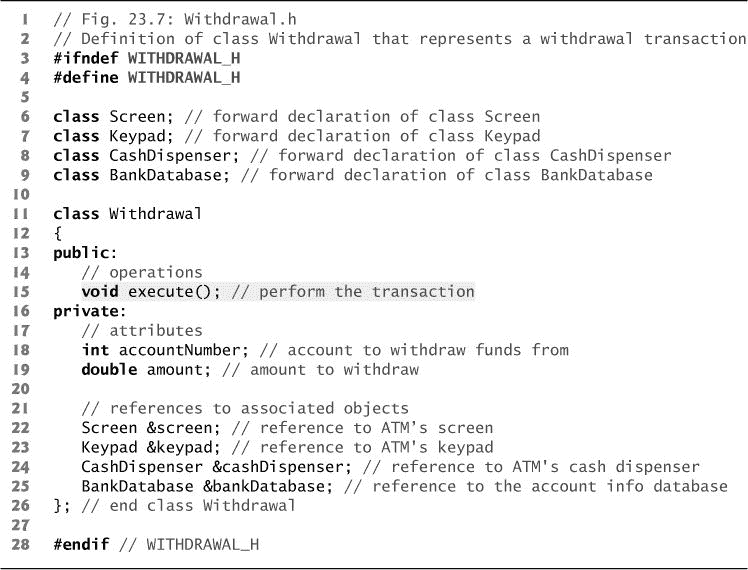 1 // Fig. 23.7: Withdrawal.h
2 // Definition of class Withdrawal that represents a withdrawal transaction
3 #ifndef WITHDRAWAL_H
4 #define WITHDRAWAL_H
5
6 class Screen; // forward declaration of class Screen
7 class Keypad; // forward declaration of class Keypad
8 class CashDispenser; // forward declaration of class CashDispenser
9 class BankDatabase; // forward declaration of class BankDatabase
10
11 class Withdrawal
12 {
13 public:
14    // operations
15    void execute(); // perform the transaction
16 private:
17    // attributes
18    int accountNumber; // account to withdraw funds from
19    double amount; // amount to withdraw
20
21    // references to associated objects
22    Screen &screen; // reference to ATM’s screen
23    Keypad &keypad; // reference to ATM's keypad
24    CashDispenser &cashDispenser; // reference to ATM's cash dispenser
25    BankDatabase &bankDatabase; // reference to the account info database
26 }; // end class Withdrawal
27
28 #endif // WITHDRAWAL_H